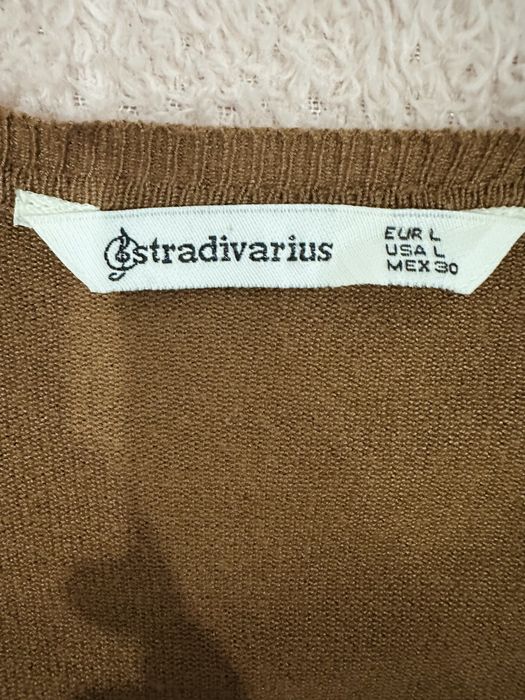 stradivarius
EUR L
USA L
MEX 30